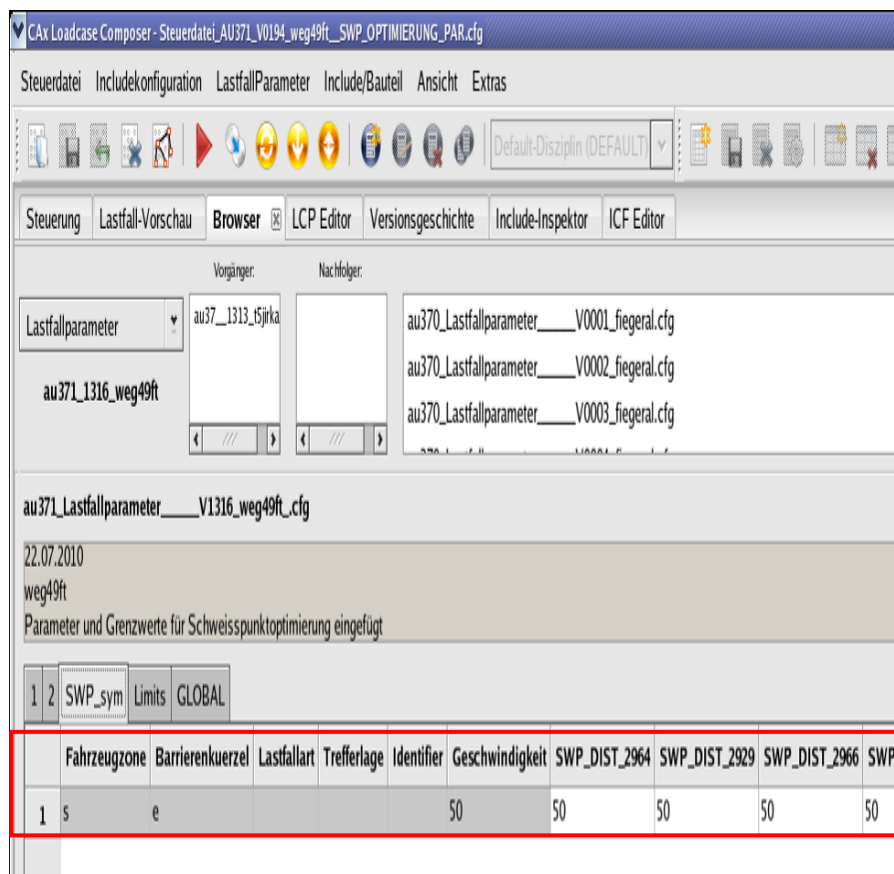 CAx Loadcase Composer - Steuerdatei_AU371_V0194_weg49ft__SWP_OPTIMIERUNG_PAR.cfg
Steuerdatei Includekonfiguration LastfallParameter Include/Bauteil Ansicht Extras
Default-Disziplin (DEFAULT)
Steuerung Lastfall-Vorschau Browser LCP Editor Versionsgeschichte Include-Inspektor ICF Editor
Vorgänger: Nachfolger:
Lastfallparameter
au371_1316_weg49ft
au37__1313_t5jirka
au370_Lastfallparameter_____V0001_fiegeral.cfg
au370_Lastfallparameter_____V0002_fiegeral.cfg
au370_Lastfallparameter_____V0003_fiegeral.cfg
au371_Lastfallparameter_____V1316_weg49ft_.cfg
22.07.2010
weg49ft
Parameter und Grenzwerte für Schweisspunktoptimierung eingefügt
1 2 SWP_sym Limits GLOBAL
Fahrzeugzone Barrierenkuerzel Lastfallart Trefferlage Identifier Geschwindigkeit SWP_DIST_2964 SWP_DIST_2929 SWP_DIST_2966 SWP
1 s e 50 50 50 50 50